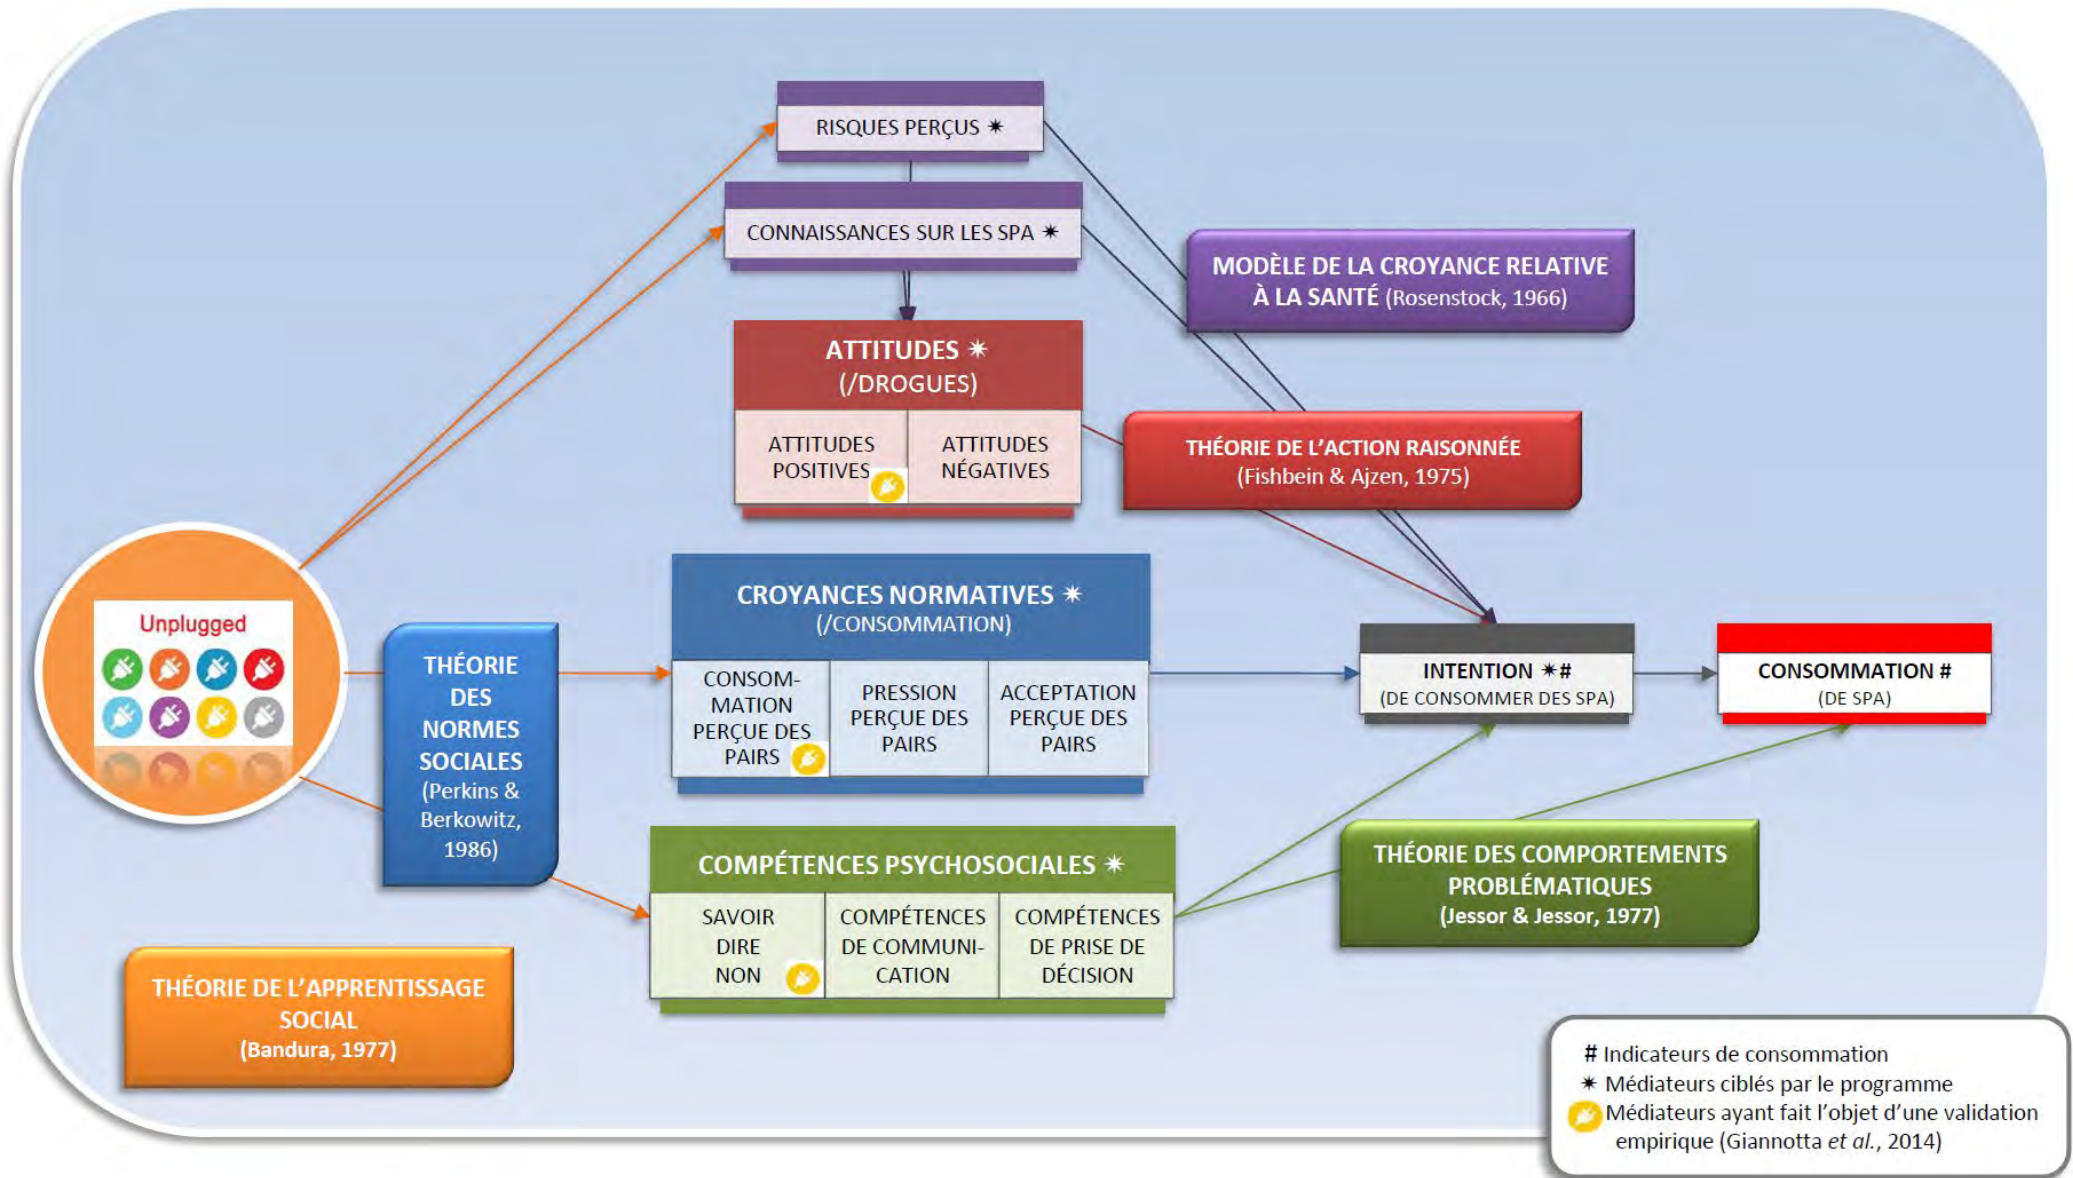 RISQUES PERÇUS ✷
CONNAISSANCES SUR LES SPA ✷
MODÈLE DE LA CROYANCE RELATIVE
À LA SANTÉ (Rosenstock, 1966)
ATTITUDES ✷
(/DROGUES)
ATTITUDES
POSITIVES
ATTITUDES
NÉGATIVES
THÉORIE DE L'ACTION RAISONNÉE
(Fishbein & Ajzen, 1975)
Unplugged
THÉORIE
DES
NORMES
SOCIALES
(Perkins &
Berkowitz,
1986)
CROYANCES NORMATIVES ✷
(/CONSOMMATION)
CONSOM-
MATION
PERÇUE DES
PAIRS
PRESSION
PERÇUE DES
PAIRS
ACCEPTATION
PERÇUE DES
PAIRS
INTENTION ✷#
(DE CONSOMMER DES SPA)
CONSOMMATION #
(DE SPA)
COMPÉTENCES PSYCHOSOCIALES ✷
SAVOIR
DIRE
NON
COMPÉTENCES
DE COMMUNI-
CATION
COMPÉTENCES
DE PRISE DE
DÉCISION
THÉORIE DES COMPORTEMENTS
PROBLÉMATIQUES
(Jessor & Jessor, 1977)
THÉORIE DE L'APPRENTISSAGE
SOCIAL
(Bandura, 1977)
# Indicateurs de consommation
✷ Médiateurs ciblés par le programme
Médiateurs ayant fait l'objet d'une validation
empirique (Giannotta et al., 2014)